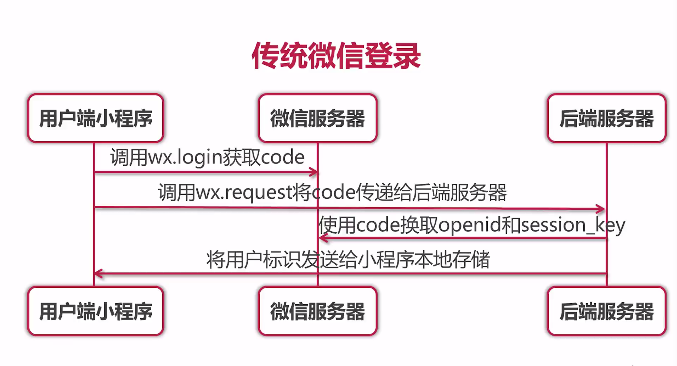 传统微信登录
用户端小程序
微信服务器
后端服务器
调用wx.login获取code
调用wx.request将code传递给后端服务器
使用code换取openid和session_key
将用户标识发送给小程序本地存储
用户端小程序
微信服务器
后端服务器